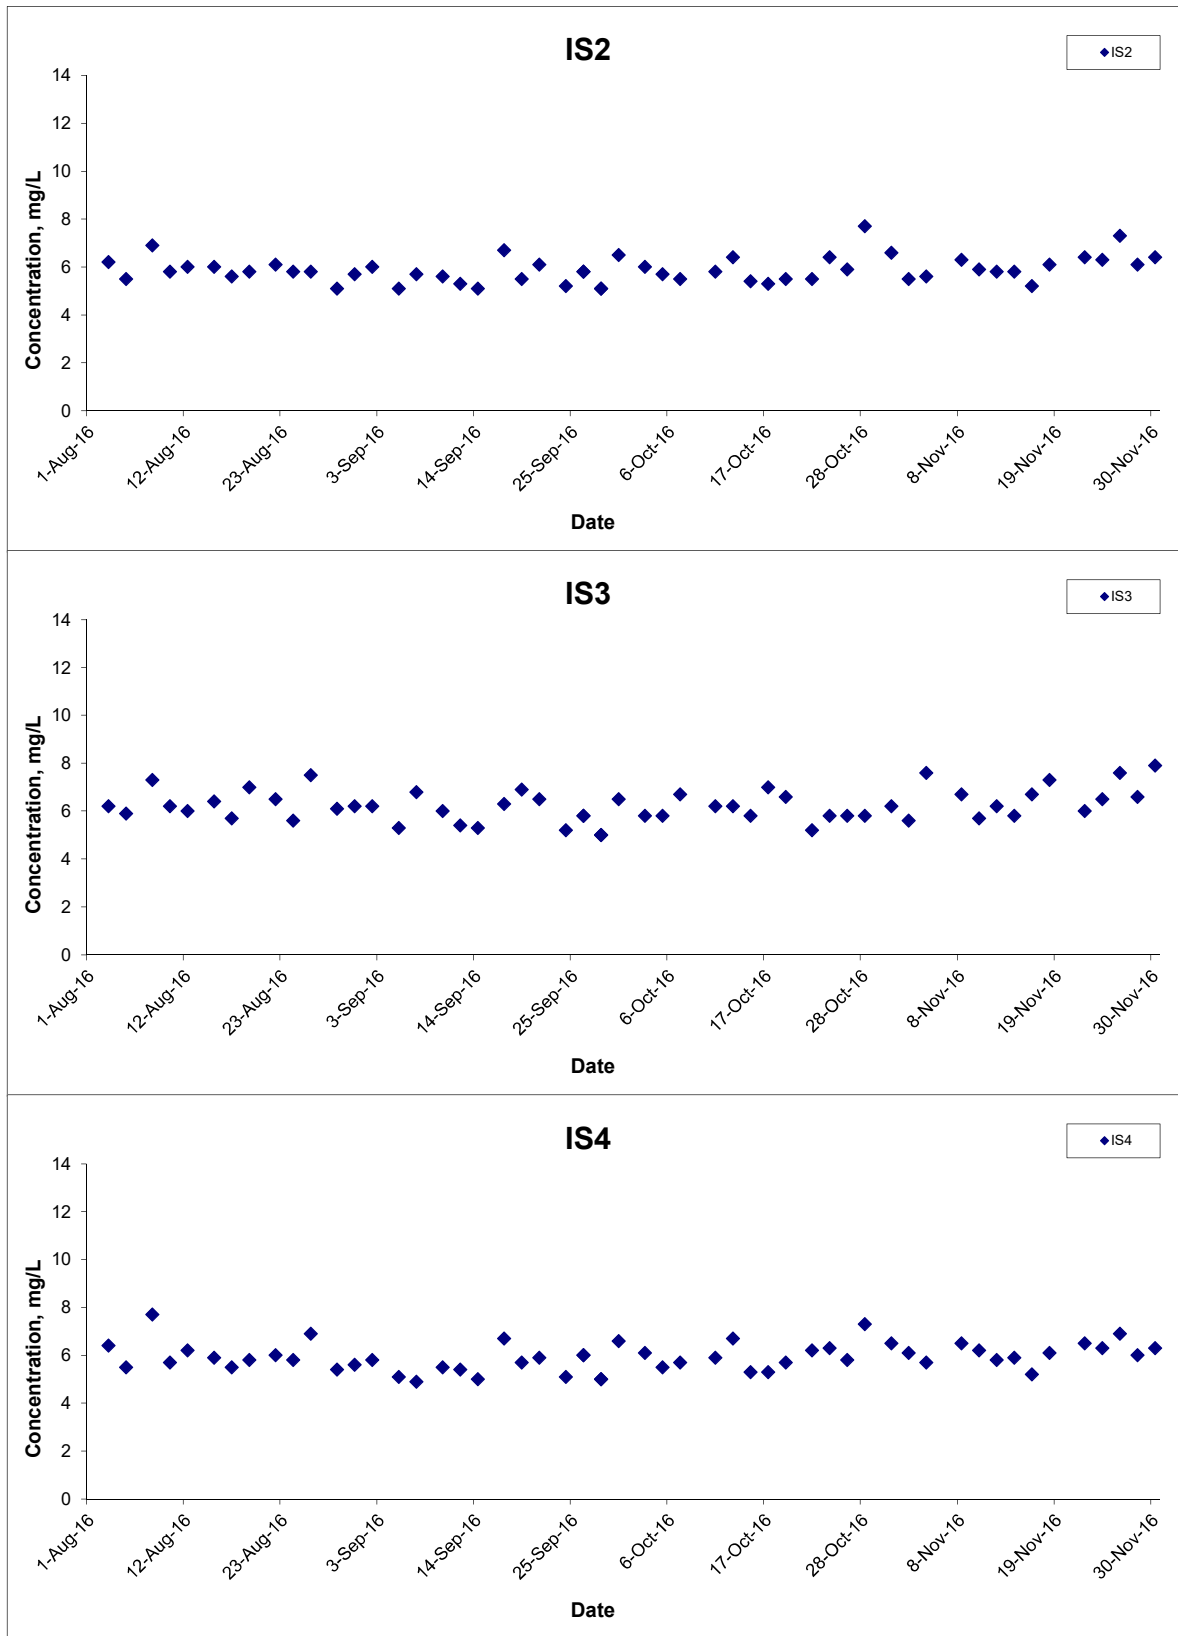 IS2
IS2
14
12
10
8
6
4
2
0
Concentration, mg/L
1-Aug-16
12-Aug-16
23-Aug-16
3-Sep-16
14-Sep-16
25-Sep-16
6-Oct-16
17-Oct-16
28-Oct-16
8-Nov-16
19-Nov-16
30-Nov-16
Date
IS3
IS3
14
12
10
8
6
4
2
0
Concentration, mg/L
1-Aug-16
12-Aug-16
23-Aug-16
3-Sep-16
14-Sep-16
25-Sep-16
6-Oct-16
17-Oct-16
28-Oct-16
8-Nov-16
19-Nov-16
30-Nov-16
Date
IS4
IS4
14
12
10
8
6
4
2
0
Concentration, mg/L
1-Aug-16
12-Aug-16
23-Aug-16
3-Sep-16
14-Sep-16
25-Sep-16
6-Oct-16
17-Oct-16
28-Oct-16
8-Nov-16
19-Nov-16
30-Nov-16
Date